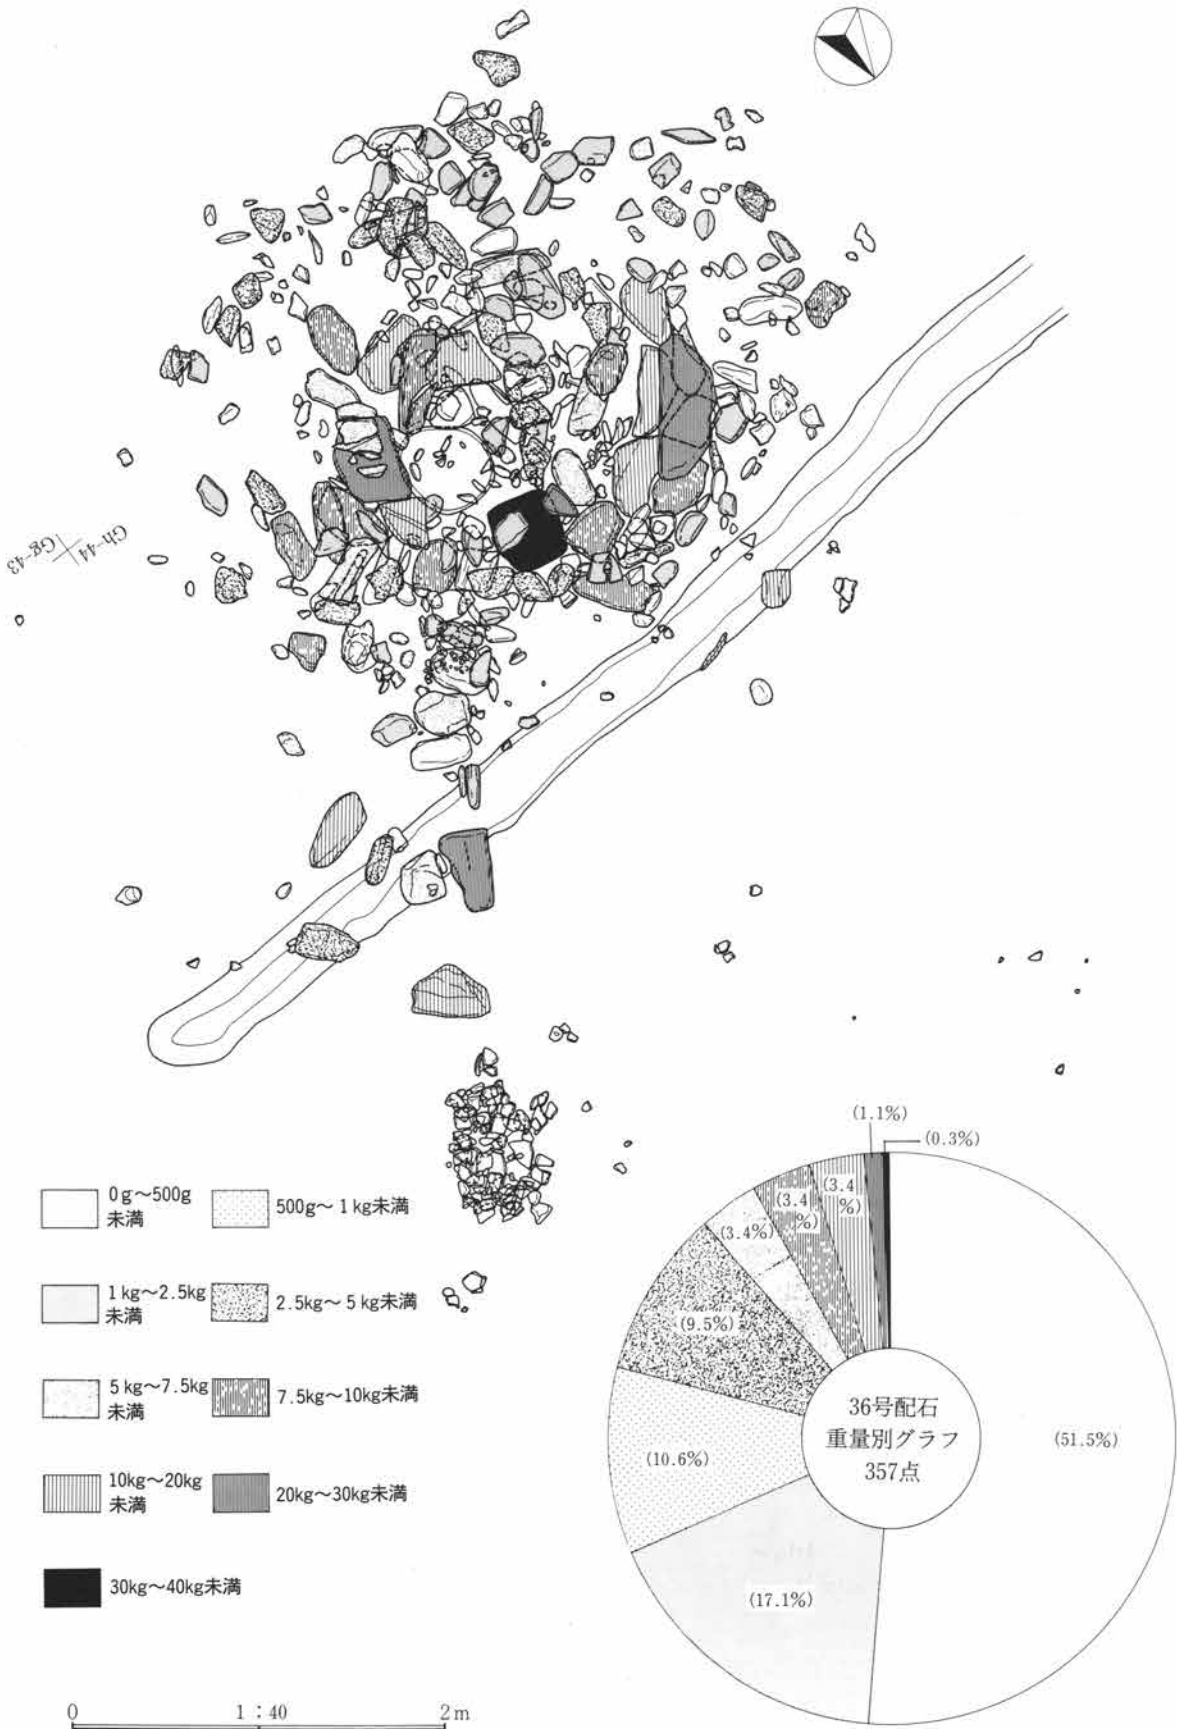 Gh-44
Gg-43
(1.1%)
(0.3%)
(3.4%)
(3.4
%)
(3.4
%)
(9.5%)
(10.6%)
(17.1%)
(51.5%)
36号配石
重量別グラフ
357点
0g～500g
未満
500g～1kg未満
1kg～2.5kg
未満
2.5kg～5kg未満
5kg～7.5kg
未満
7.5kg～10kg未満
10kg～20kg
未満
20kg～30kg未満
30kg～40kg未満
0 1：40 2m